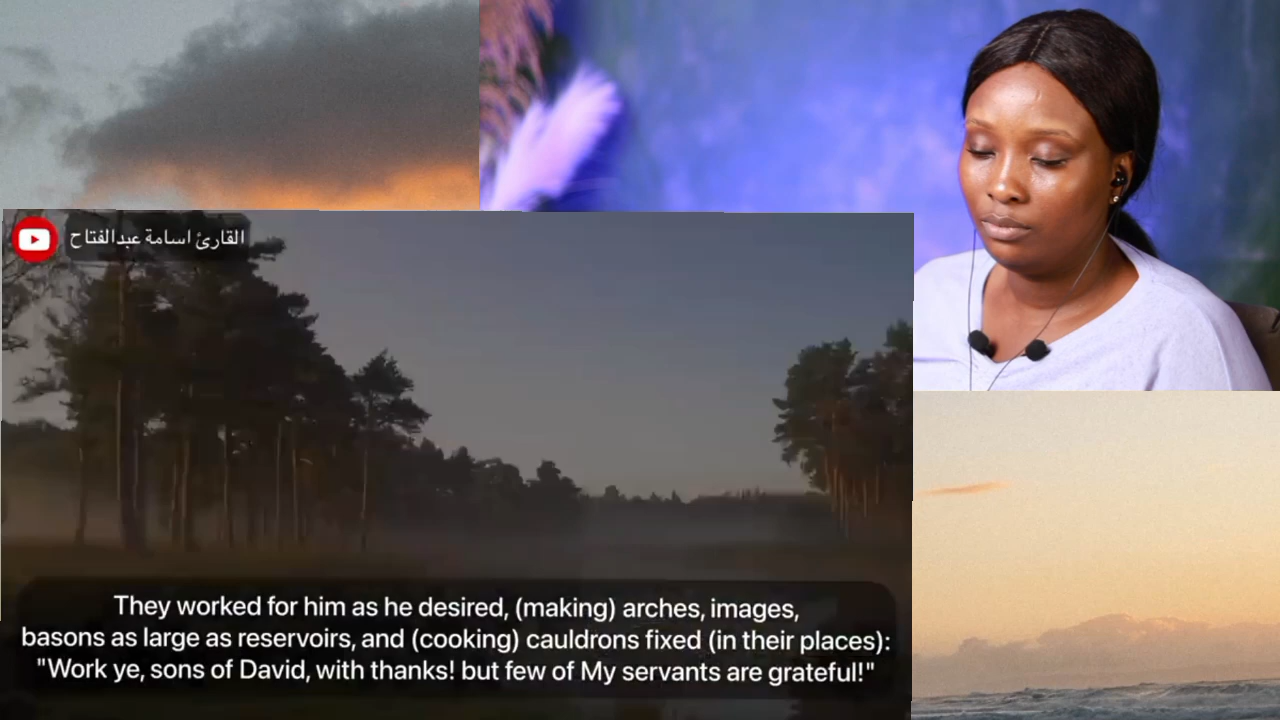 القارئ اسامة عبدالفتاح
They worked for him as he desired, (making) arches, images,
basons as large as reservoirs, and (cooking) cauldrons fixed (in their places):
"Work ye, sons of David, with thanks! but few of My servants are grateful!"